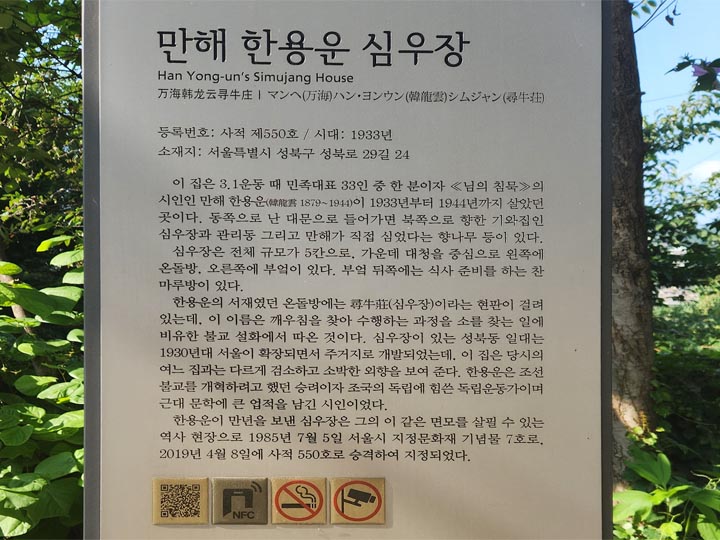 만해 한용운 심우장
Han Yong-un's Simujang House
万海韩龙云寻牛庄 | マンヘ(万海)ハン・ヨンウン(韓龍雲)シムジャン(尋牛荘)
등록번호: 사적 제550호 / 시대: 1933년
소재지: 서울특별시 성북구 성북로 29길 24
이 집은 3.1운동 때 민족대표 33인 중 한 분이자 ≪님의 침묵≫의
시인인 만해 한용운(韓龍雲 1879~1944)이 1933년부터 1944년까지 살았던
곳이다. 동쪽으로 난 대문으로 들어가면 북쪽으로 향한 기와집인
심우장과 관리동 그리고 만해가 직접 심었다는 향나무 등이 있다.
심우장은 전체 규모가 5칸으로, 가운데 대청을 중심으로 왼쪽에
온돌방, 오른쪽에 부엌이 있다. 부엌 뒤쪽에는 식사 준비를 하는 찬
마루방이 있다.
한용운의 서재였던 온돌방에는 尋牛莊(심우장)이라는 현판이 걸려
있는데, 이 이름은 깨우침을 찾아 수행하는 과정을 소를 찾는 일에
비유한 불교 설화에서 따온 것이다. 심우장이 있는 성북동 일대는
1930년대 서울이 확장되면서 주거지로 개발되었는데, 이 집은 당시의
여느 집과는 다르게 검소하고 소박한 외향을 보여 준다. 한용운은 조선
불교를 개혁하려고 했던 승려이자 조국의 독립에 힘쓴 독립운동가이며
근대 문학에 큰 업적을 남긴 시인이었다.
한용운이 만년을 보낸 심우장은 그의 이 같은 면모를 살필 수 있는
역사 현장으로 1985년 7월 5일 서울시 지정문화재 기념물 7호로,
2019년 4월 8일에 사적 550호로 승격하여 지정되었다.
NFC